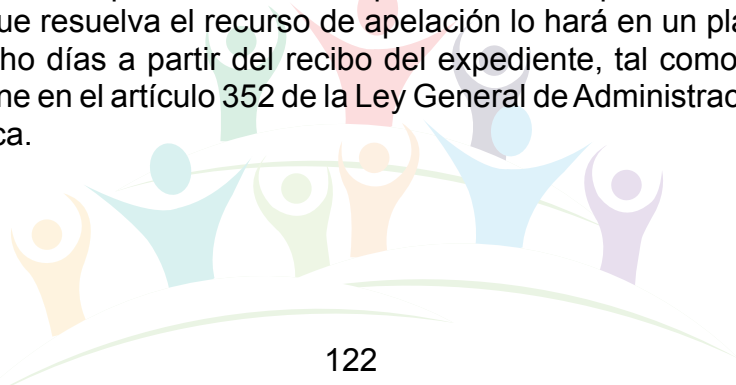 ue resuelva el recurso de apelación lo hará en un pla
ho días a partir del recibo del expediente, tal como
ne en el artículo 352 de la Ley General de Administrac
ca.
122